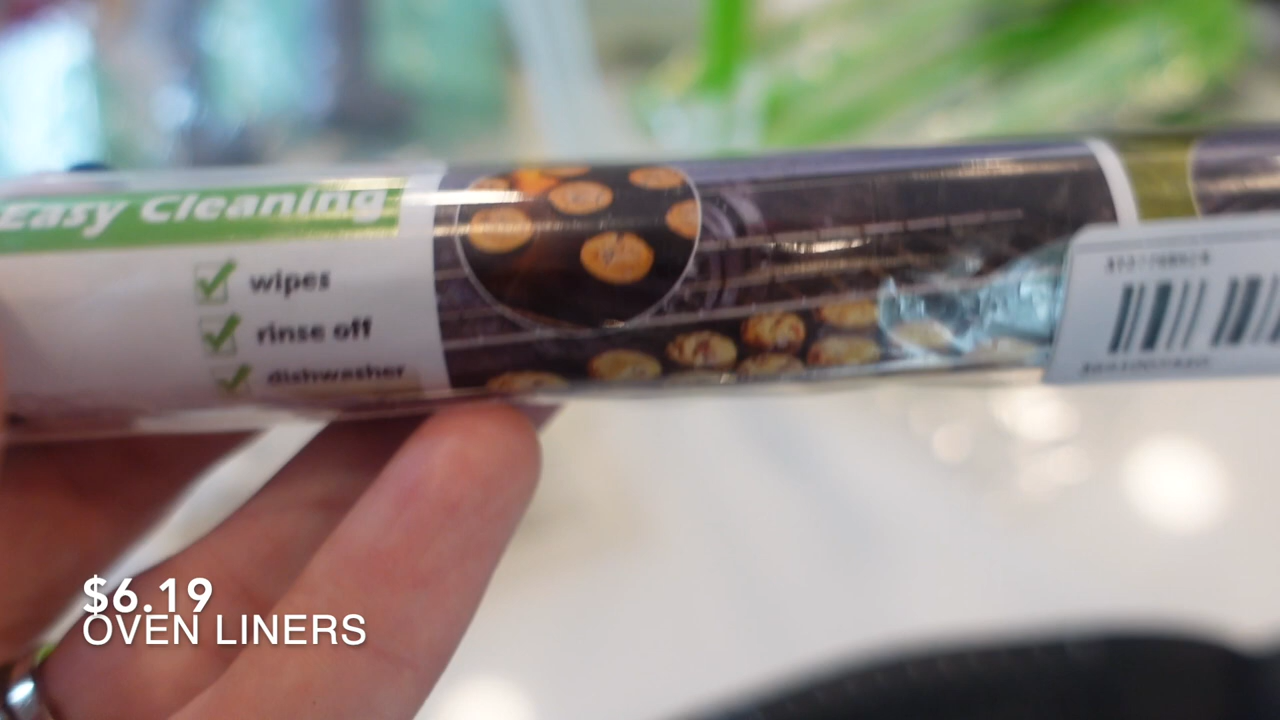 Easy Cleaning
wipes
rinse off
dishwasher
$6.19
OVEN LINERS